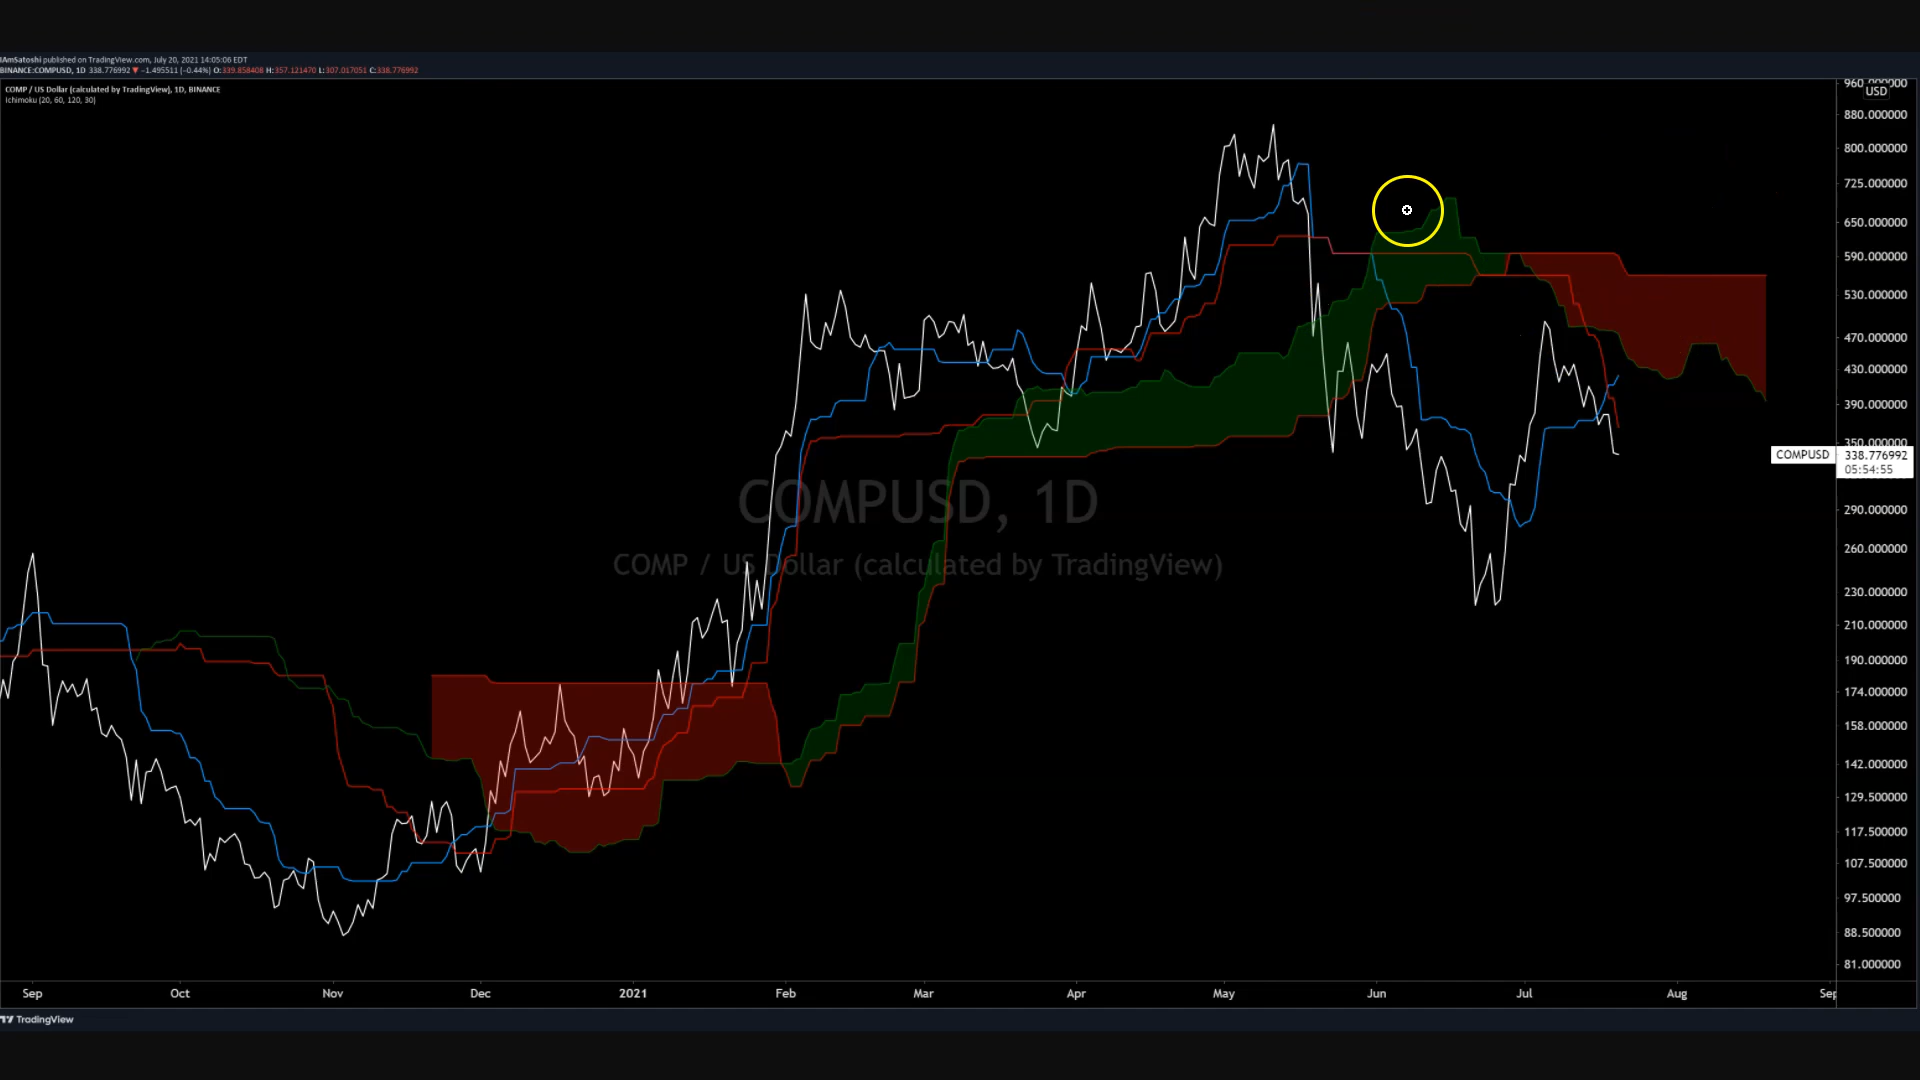 IAmSatoshi published on TradingView.com, July 20, 2021 14:05:06 EDT
BINANCE:COMPUSD, 1D 338.776992 ▼ −1.495511 (−0.44%) O:339.858408 H:357.121470 L:307.017051 C:338.776992
COMP / US Dollar (calculated by TradingView), 1D, BINANCE
Ichimoku (20, 60, 120, 30)
960.000000
USD
880.000000
800.000000
725.000000
650.000000
590.000000
530.000000
470.000000
430.000000
390.000000
350.000000
COMPUSD 338.776992
05:54:55
290.000000
260.000000
230.000000
210.000000
190.000000
174.000000
158.000000
142.000000
129.500000
117.500000
107.500000
97.500000
88.500000
81.000000
COMPUSD, 1D
COMP / US Dollar (calculated by TradingView)
Sep Oct Nov Dec 2021 Feb Mar Apr May Jun Jul Aug Sep
TradingView